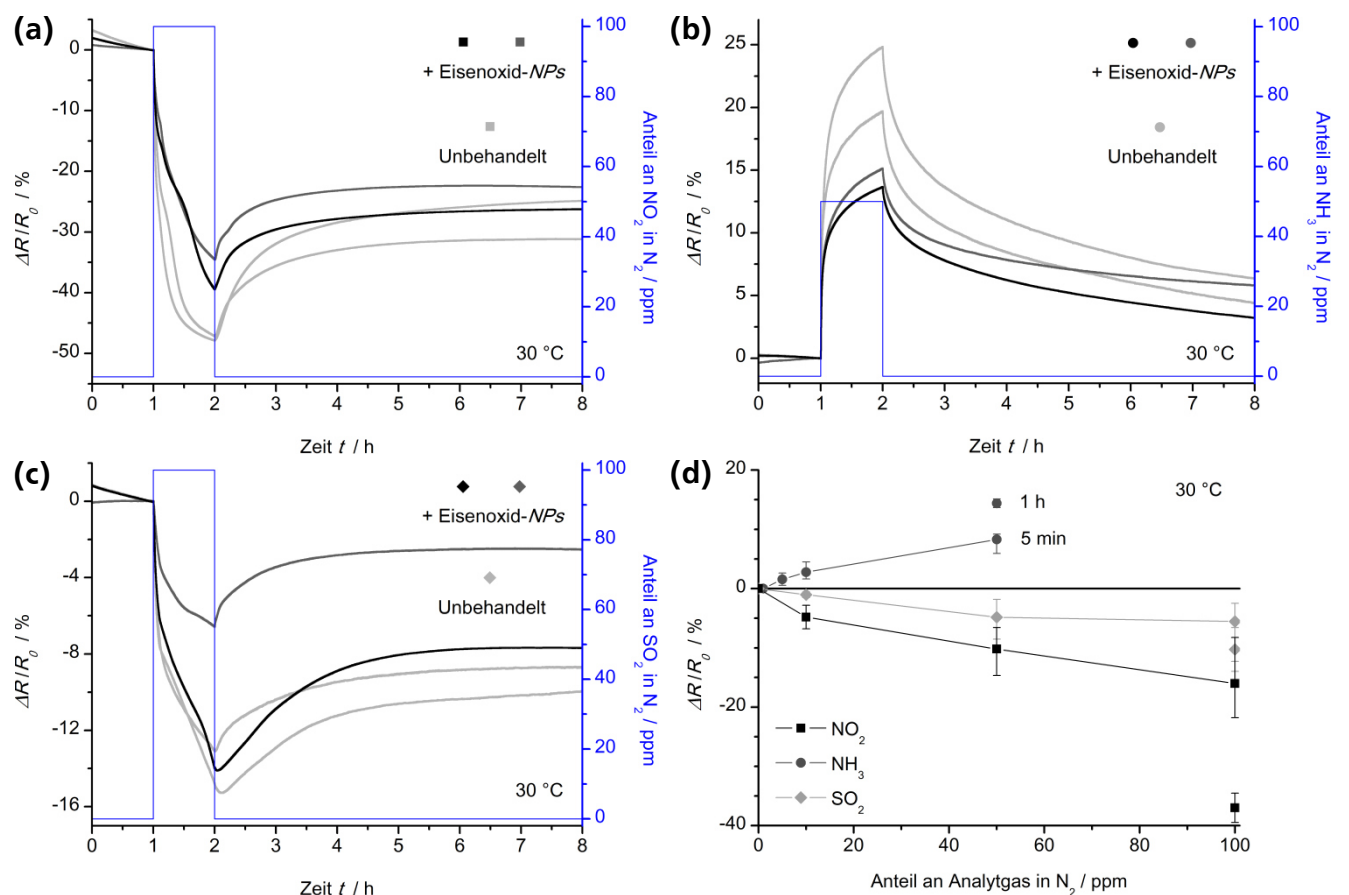 (a)
0
-10
-20
-30
-40
-50
ΔR/R0 / %
+ Eisenoxid-NPs
Unbehandelt
30 °C
0
1
2
3
4
5
6
7
8
Zeit t / h
100
80
60
40
20
0
Anteil an NO2 in N2 / ppm
(b)
25
20
15
10
5
0
ΔR/R0 / %
+ Eisenoxid-NPs
Unbehandelt
30 °C
0
1
2
3
4
5
6
7
8
Zeit t / h
100
80
60
40
20
0
Anteil an NH3 in N2 / ppm
(c)
0
-4
-8
-12
-16
ΔR/R0 / %
+ Eisenoxid-NPs
Unbehandelt
30 °C
0
1
2
3
4
5
6
7
8
Zeit t / h
100
80
60
40
20
0
Anteil an SO2 in N2 / ppm
(d)
20
0
-20
-40
ΔR/R0 / %
30 °C
1 h
5 min
NO2
NH3
SO2
0
20
40
60
80
100
Anteil an Analytgas in N2 / ppm